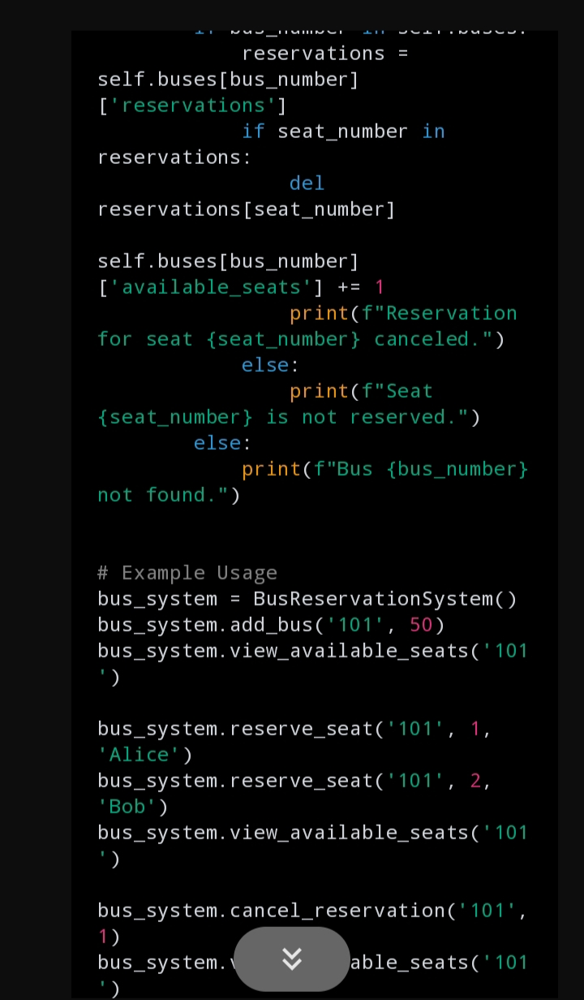 if bus_number in self.buses:
reservations =
self.buses[bus_number]
['reservations']
if seat_number in
reservations:
del
reservations[seat_number]
self.buses[bus_number]
['available_seats'] += 1
print(f"Reservation
for seat {seat_number} canceled.")
else:
print(f"Seat
{seat_number} is not reserved.")
else:
print(f"Bus {bus_number}
not found.")
# Example Usage
bus_system = BusReservationSystem()
bus_system.add_bus('101', 50)
bus_system.view_available_seats('101
')
bus_system.reserve_seat('101', 1,
'Alice')
bus_system.reserve_seat('101', 2,
'Bob')
bus_system.view_available_seats('101
')
bus_system.cancel_reservation('101',
1)
bus_system. able_seats('101
')